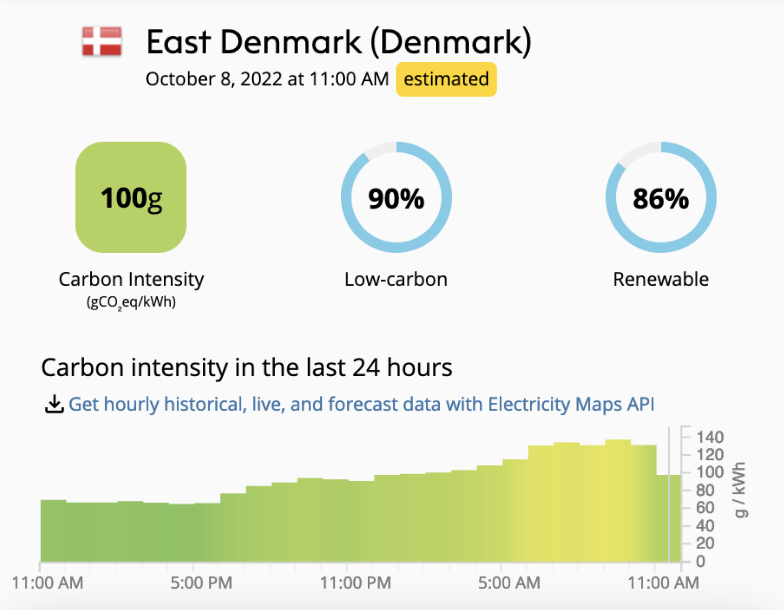 East Denmark (Denmark)
October 8, 2022 at 11:00 AM estimated
100g
90%
86%
Carbon Intensity
(gCO₂eq/kWh)
Low-carbon
Renewable
Carbon intensity in the last 24 hours
Get hourly historical, live, and forecast data with Electricity Maps API
140
120
100
80
60
40
20
0
g / kWh
11:00 AM
5:00 PM
11:00 PM
5:00 AM
11:00 AM